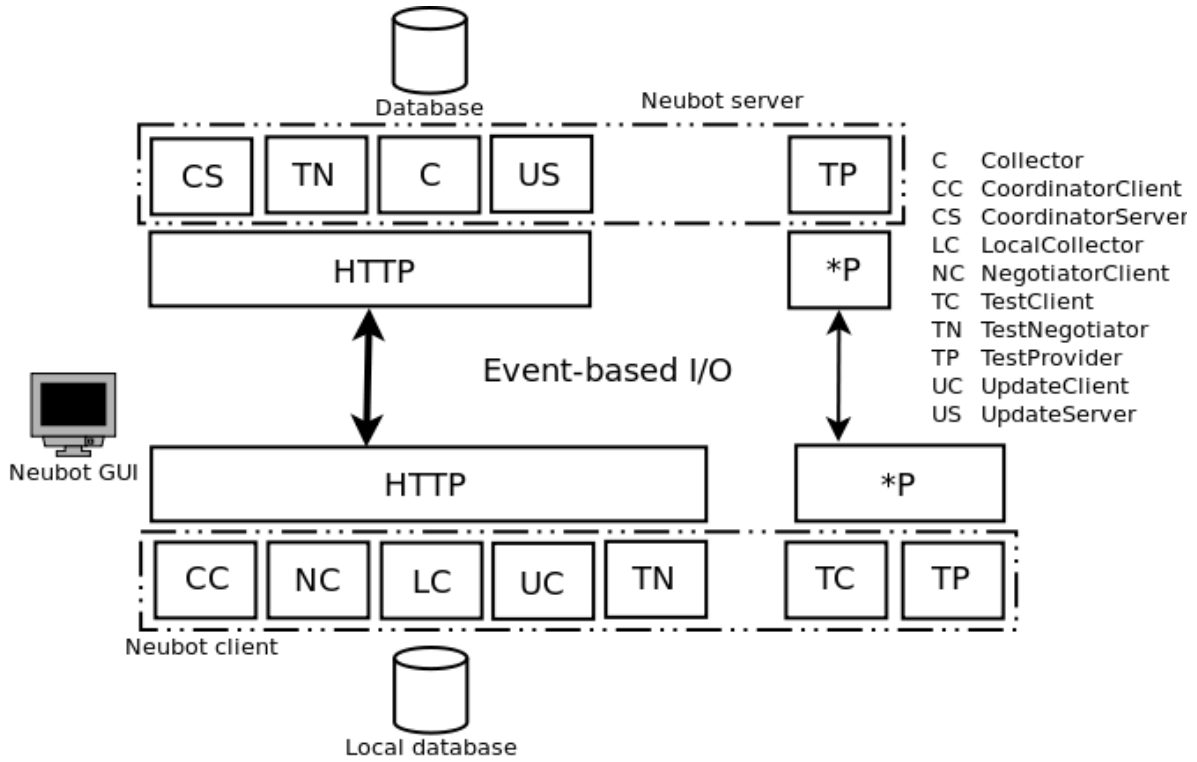 Database
Neubot server
CS TN C US TP
HTTP *P
C Collector
CC CoordinatorClient
CS CoordinatorServer
LC LocalCollector
NC NegotiatorClient
TC TestClient
TN TestNegotiator
TP TestProvider
UC UpdateClient
US UpdateServer
Event-based I/O
Neubot GUI
HTTP *P
CC NC LC UC TN TC TP
Neubot client
Local database